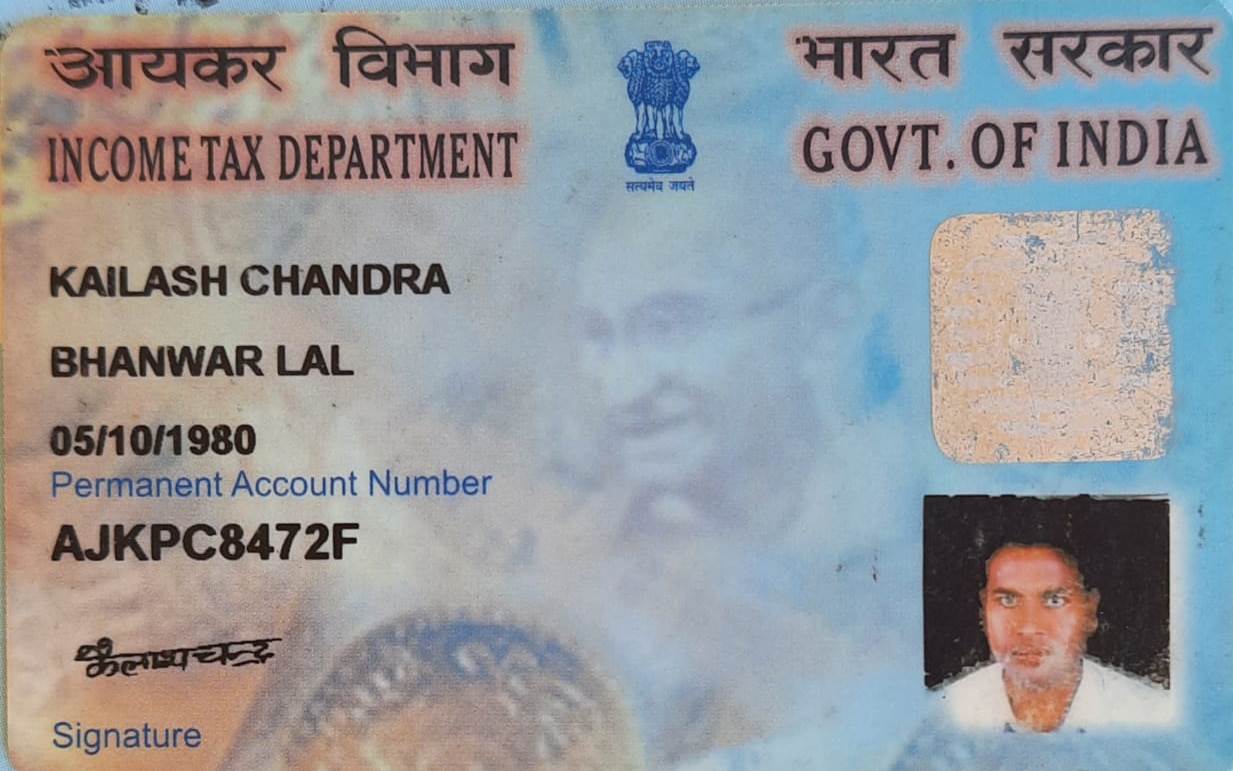 आयकर विभाग
INCOME TAX DEPARTMENT
सत्यमेव जयते
भारत सरकार
GOVT. OF INDIA
KAILASH CHANDRA
BHANWAR LAL
05/10/1980
Permanent Account Number
AJKPC8472F
कैलाश चन्द्र
Signature